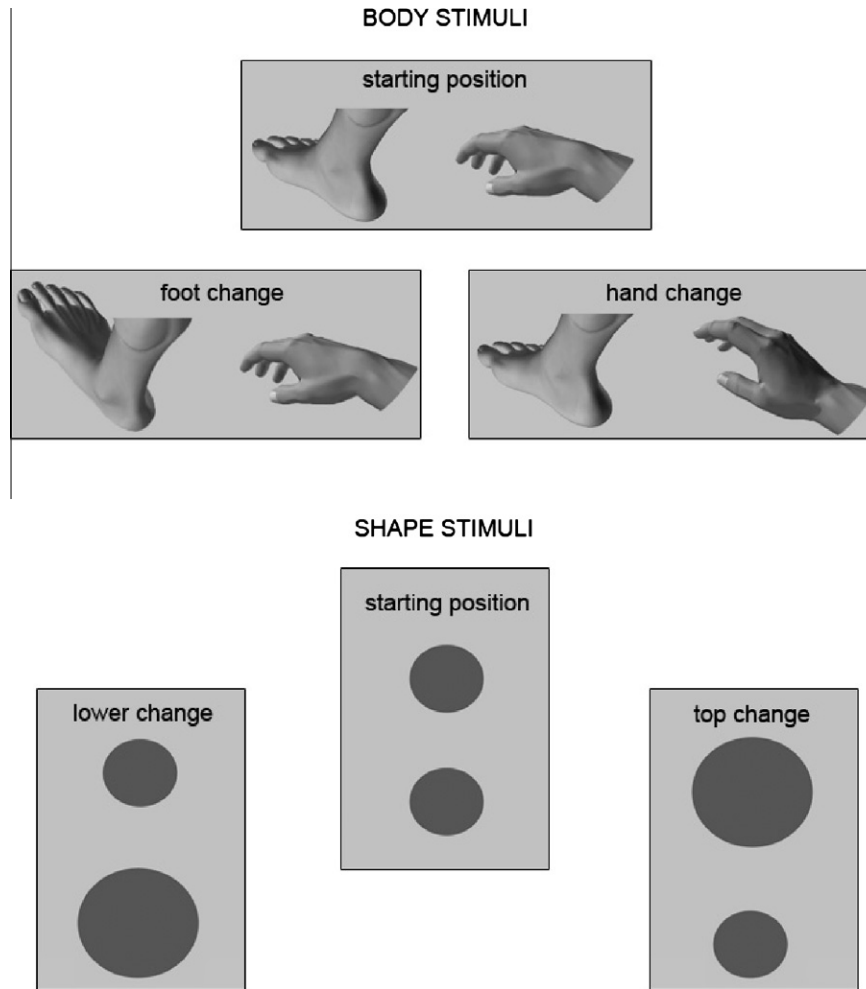 BODY STIMULI
starting position
foot change
hand change
SHAPE STIMULI
starting position
lower change
top change